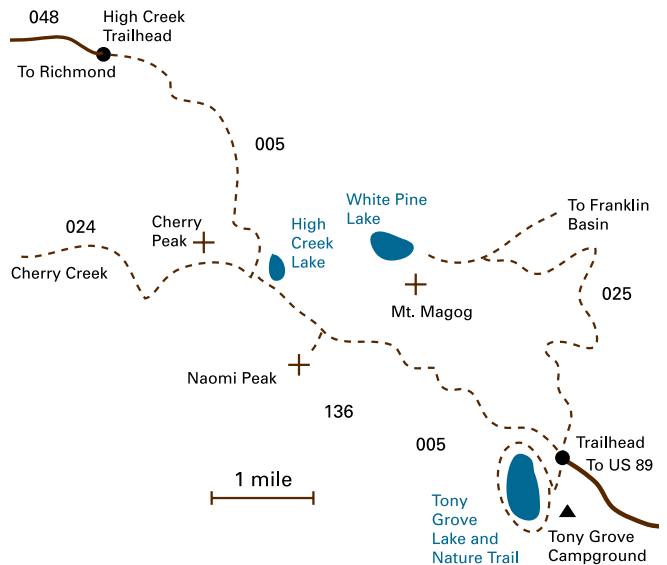 048
High Creek
Trailhead
To Richmond
005
024
Cherry
Peak
Cherry Creek
High
Creek
Lake
White Pine
Lake
To Franklin
Basin
025
Mt. Magog
Naomi Peak
136
005
1 mile
Trailhead
To US 89
Tony
Grove
Lake and
Nature Trail
Tony Grove
Campground